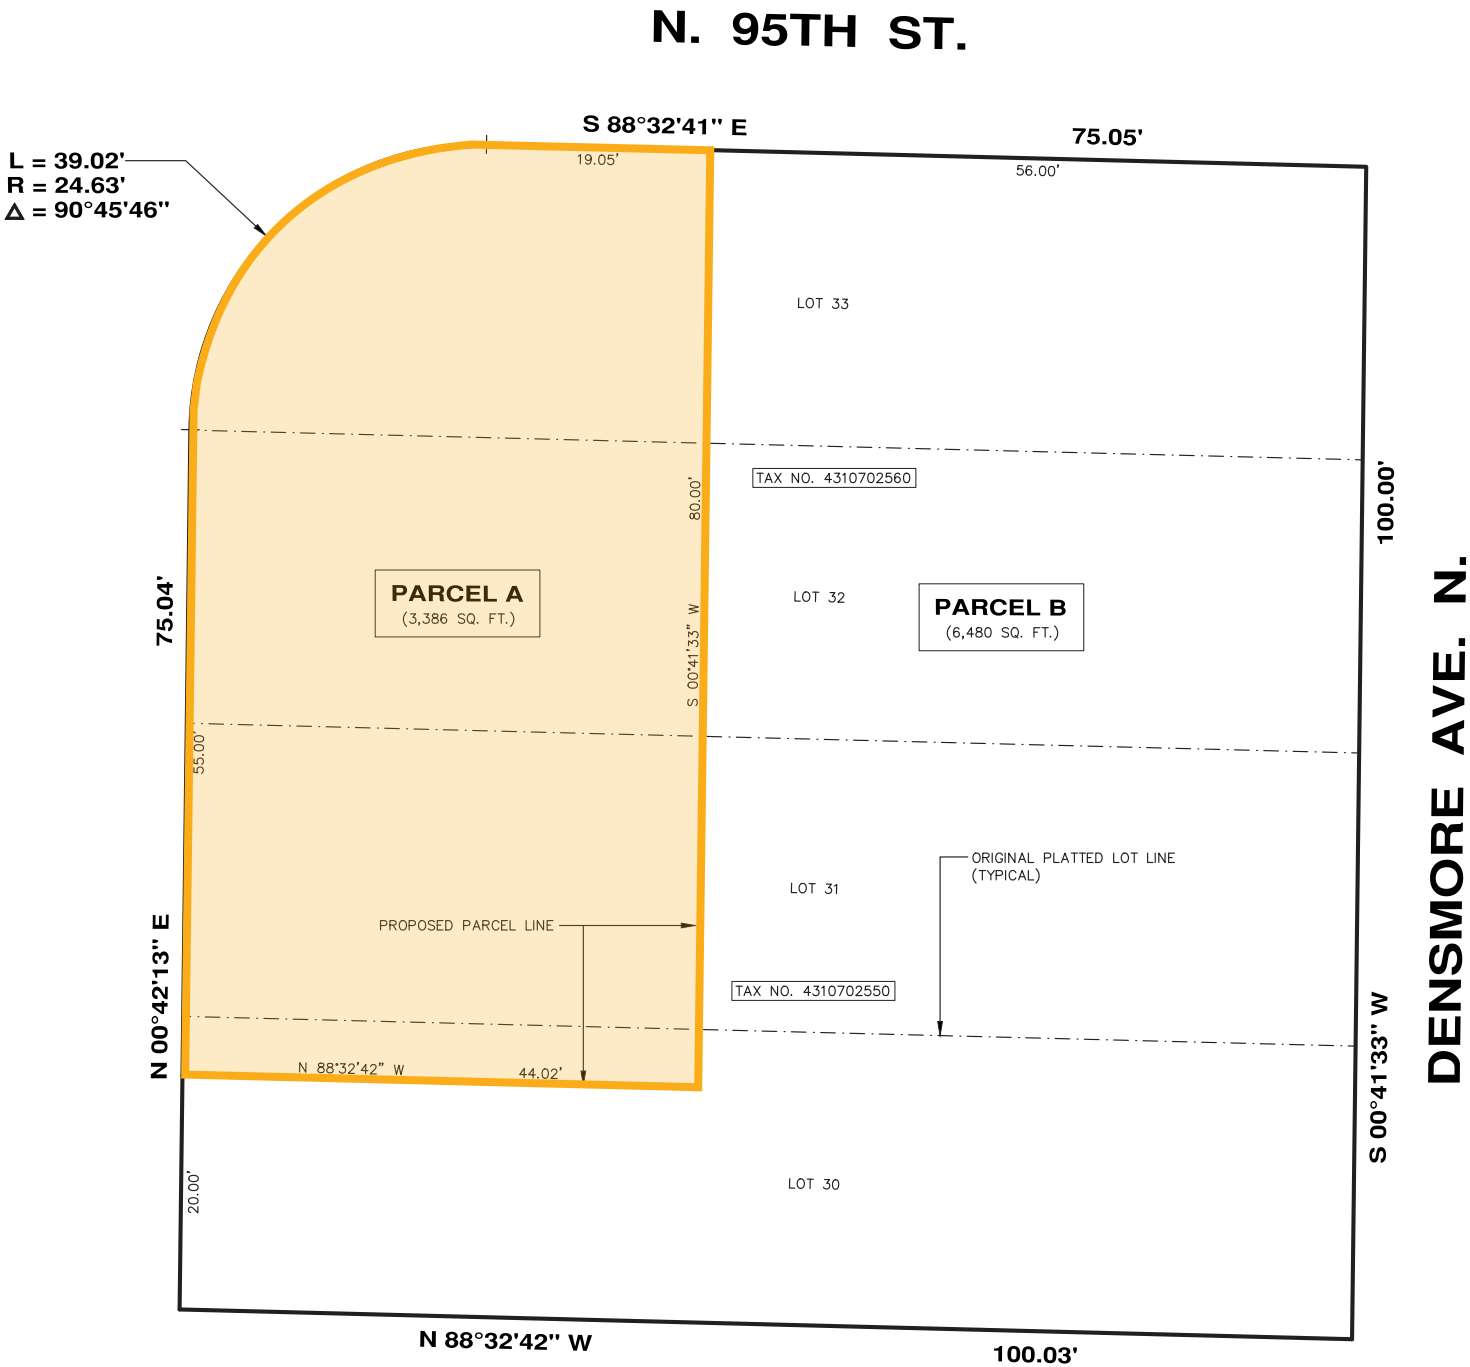 N. 95TH ST.
S 88°32'41" E
75.05'
19.05'
56.00'
L = 39.02'
R = 24.63'
Δ = 90°45'46"
LOT 33
TAX NO. 4310702560
80.00'
100.00'
PARCEL A
(3,386 SQ. FT.)
LOT 32
PARCEL B
(6,480 SQ. FT.)
75.04'
S 00°41'33" W
55.00'
DENSMORE AVE. N.
ORIGINAL PLATTED LOT LINE
(TYPICAL)
LOT 31
PROPOSED PARCEL LINE
N 00°42'13" E
TAX NO. 4310702550
S 00°41'33" W
N 88°32'42" W
44.02'
20.00'
LOT 30
N 88°32'42" W
100.03'